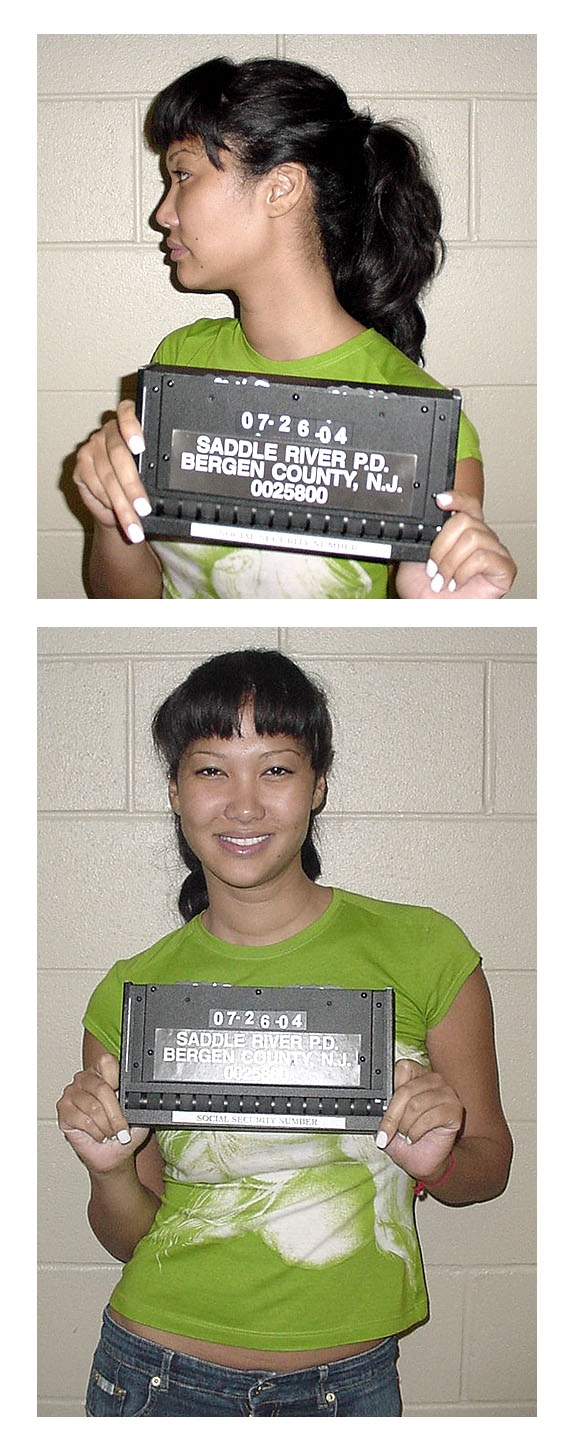 07-26-04
SADDLE RIVER P.D.
BERGEN COUNTY, N.J.
0025800
SOCIAL SECURITY NUMBER
07-26-04
SADDLE RIVER P.D.
BERGEN COUNTY, N.J.
0025800
SOCIAL SECURITY NUMBER